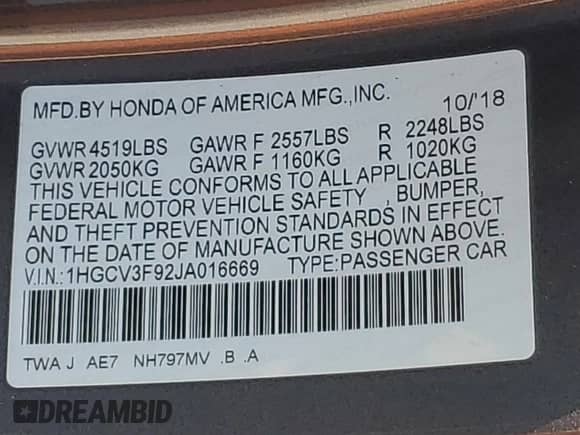 MFD.BY HONDA OF AMERICA MFG.,INC. 10/'18
GVWR 4519LBS GAWR F 2557LBS R 2248LBS
GVWR 2050KG GAWR F 1160KG R 1020KG
THIS VEHICLE CONFORMS TO ALL APPLICABLE
FEDERAL MOTOR VEHICLE SAFETY , BUMPER,
AND THEFT PREVENTION STANDARDS IN EFFECT
ON THE DATE OF MANUFACTURE SHOWN ABOVE.
V.I.N.: 1HGCV3F92JA016669 TYPE:PASSENGER CAR
TWA J AE7 NH797MV .B .A
DREAMBID